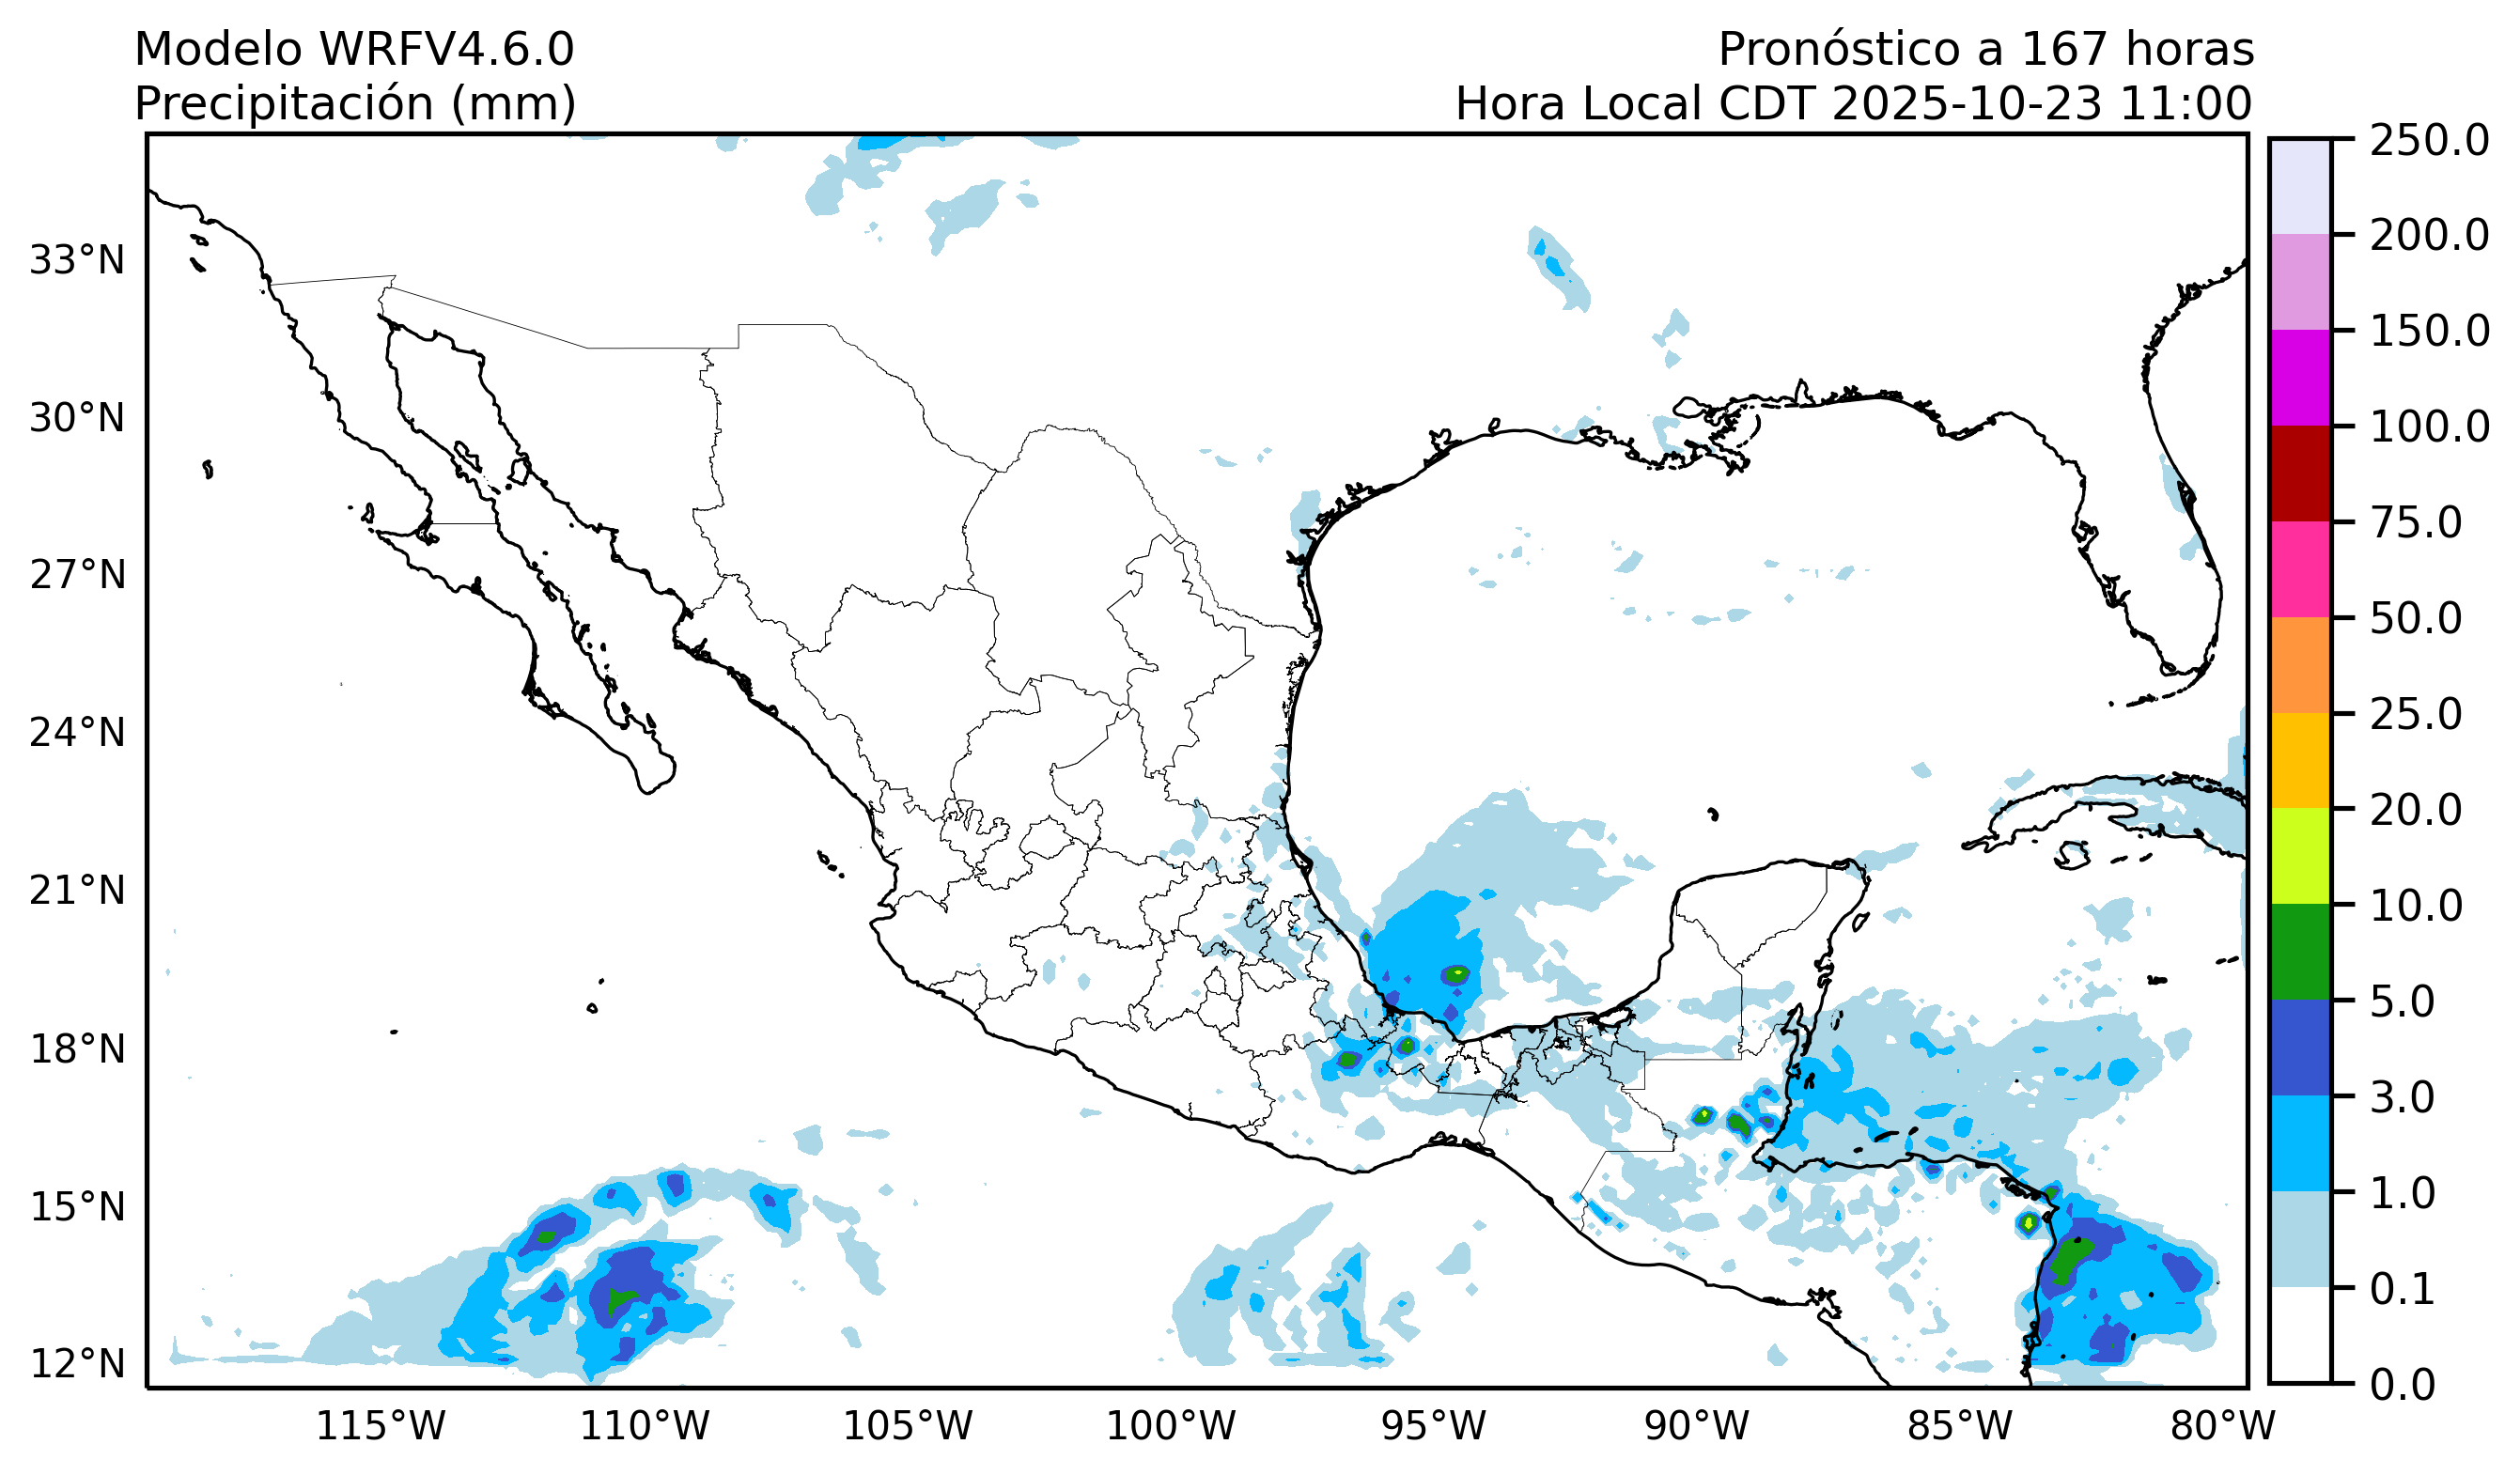 Modelo WRFV4.6.0
Precipitación (mm)
Pronóstico a 167 horas
Hora Local CDT 2025-10-23 11:00
33°N
30°N
27°N
24°N
21°N
18°N
15°N
12°N
115°W
110°W
105°W
100°W
95°W
90°W
85°W
80°W
250.0
200.0
150.0
100.0
75.0
50.0
25.0
20.0
10.0
5.0
3.0
1.0
0.1
0.0